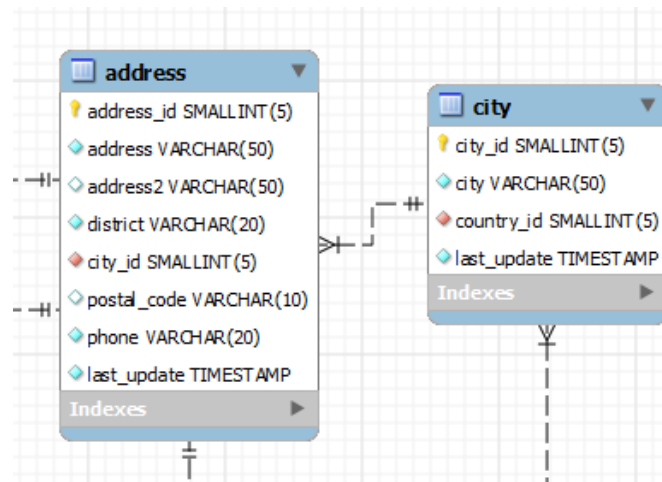 address
address_id SMALLINT(5)
address VARCHAR(50)
address2 VARCHAR(50)
district VARCHAR(20)
city_id SMALLINT(5)
postal_code VARCHAR(10)
phone VARCHAR(20)
last_update TIMESTAMP
Indexes
city
city_id SMALLINT(5)
city VARCHAR(50)
country_id SMALLINT(5)
last_update TIMESTAMP
Indexes